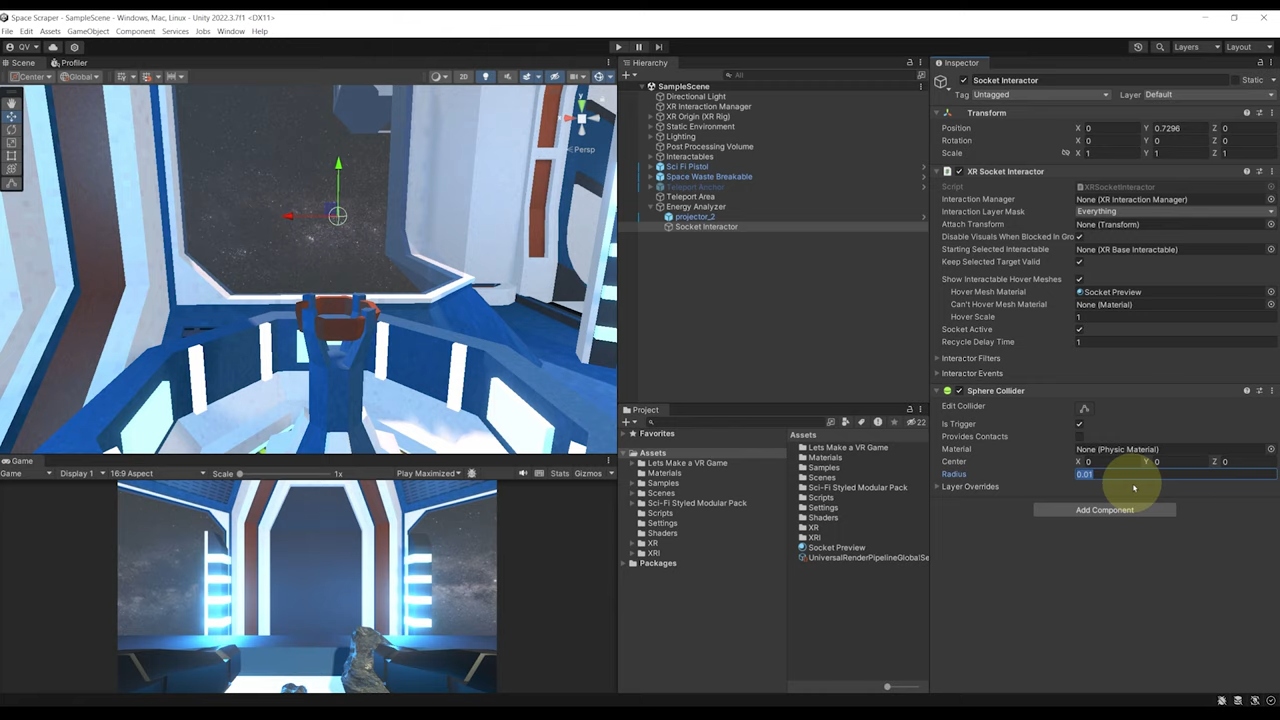 Space Scraper - SampleScene - Windows, Mac, Linux - Unity 2022.3.7f1 <DX11>
File Edit Assets GameObject Component Services Jobs Window Help
QV Layers Layout
Scene Profiler
Center Global 2D
y
Persp
Hierarchy
All
SampleScene
Directional Light
XR Interaction Manager
XR Origin (XR Rig)
Static Environment
Lighting
Post Processing Volume
Interactables
Sci Fi Pistol
Space Waste Breakable
Teleport Anchor
Teleport Area
Energy Analyzer
projector_2
Socket Interactor
Game
Game Display 1 16:9 Aspect Scale 1x Play Maximized Stats Gizmos
Project
22
Favorites
Assets
Lets Make a VR Game
Materials
Samples
Scenes
Sci-Fi Styled Modular Pack
Scripts
Settings
Shaders
XR
XRI
Packages
Assets
Lets Make a VR Game
Materials
Samples
Scenes
Sci-Fi Styled Modular Pack
Scripts
Settings
Shaders
XR
XRI
Socket Preview
UniversalRenderPipelineGlobalSe
Inspector
Socket Interactor Static
Tag Untagged Layer Default
Transform
Position X 0 Y 0.7296 Z 0
Rotation X 0 Y 0 Z 0
Scale X 1 Y 1 Z 1
XR Socket Interactor
Script XRSocketInteractor
Interaction Manager None (XR Interaction Manager)
Interaction Layer Mask Everything
Attach Transform None (Transform)
Disable Visuals When Blocked In Gro
Starting Selected Interactable None (XR Base Interactable)
Keep Selected Target Valid
Show Interactable Hover Meshes
Hover Mesh Material Socket Preview
Can't Hover Mesh Material None (Material)
Hover Scale 1
Socket Active
Recycle Delay Time 1
Interactor Filters
Interactor Events
Sphere Collider
Edit Collider
Is Trigger
Provides Contacts
Material None (Physic Material)
Center X 0 Y 0 Z 0
Radius 0.01
Layer Overrides
Add Component